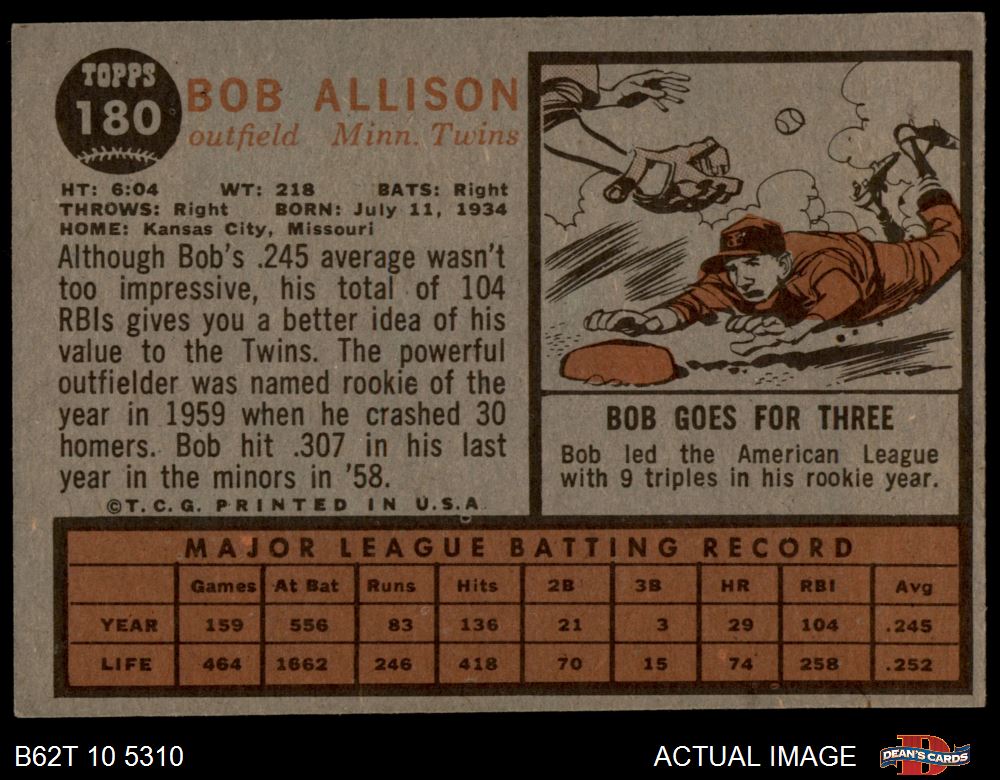 TOPPS
180
BOB ALLISON
outfield Minn. Twins
HT: 6:04 WT: 218 BATS: Right
THROWS: Right BORN: July 11, 1934
HOME: Kansas City, Missouri
Although Bob's .245 average wasn't
too impressive, his total of 104
RBIs gives you a better idea of his
value to the Twins. The powerful
outfielder was named rookie of the
year in 1959 when he crashed 30
homers. Bob hit .307 in his last
year in the minors in '58.
©T.C.G. PRINTED IN U.S.A.
BOB GOES FOR THREE
Bob led the American League
with 9 triples in his rookie year.
MAJOR LEAGUE BATTING RECORD
Games At Bat Runs Hits 2B 3B HR RBI Avg
YEAR 159 556 83 136 21 3 29 104 .245
LIFE 464 1662 246 418 70 15 74 258 .252
B62T 10 5310 ACTUAL IMAGE DEAN'S CARDS